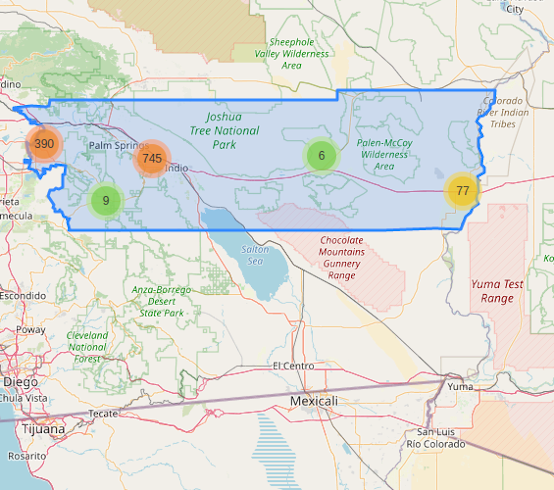 City
Sheephole
Valley Wilderness
Area
dino
Colorado
River Indian
Tribes
Joshua
Tree National
Park
390
Palm Springs
745
6
Palen-McCoy
Wilderness
Area
Indio
77
9
rieta
mecula
Chocolate
Mountains
Gunnery
Range
Salton
Sea
Ko
Yuma Test
Range
Anza-Borrego
Desert
State Park
Escondido
Poway
Cleveland
National
Forest
El Centro
Diego
Yuma
Chula Vista
Mexicali
Tecate
Tijuana
San Luis
Río Colorado
Rosarito